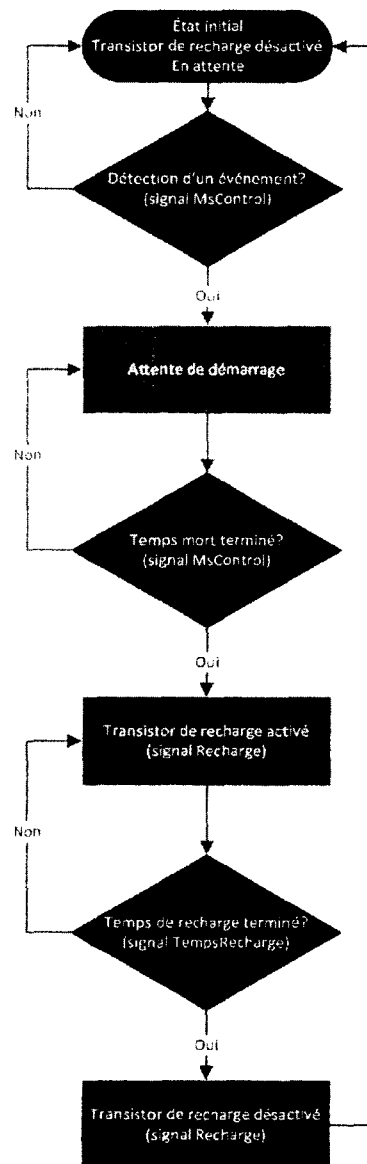 État initial
Transistor de recharge désactivé
En attente
Non
Détection d'un événement?
(signal MsControl)
Oui
Attente de démarrage
Non
Temps mort terminé?
(signal MsControl)
Oui
Transistor de recharge activé
(signal Recharge)
Non
Temps de recharge terminé?
(signal TempsRecharge)
Oui
Transistor de recharge désactivé
(signal Recharge)